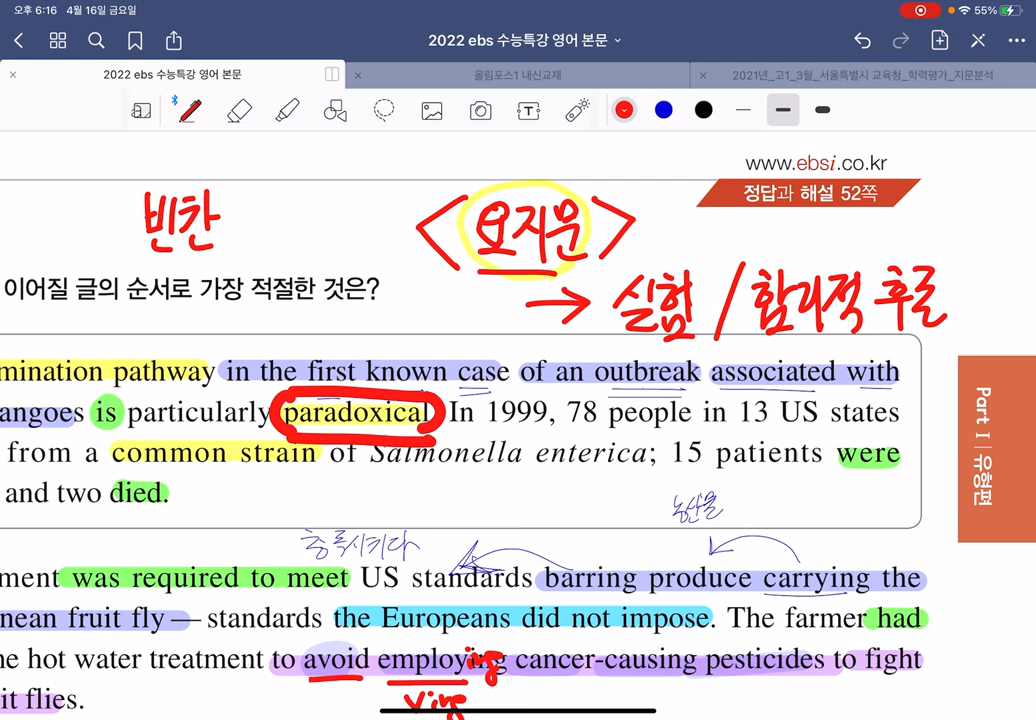 오후 6:16 4월 16일 금요일
55%
2022 ebs 수능특강 영어 본문
2022 ebs 수능특강 영어 본문
올림포스1 내신교재
2021년_고1_3월_서울특별시 교육청_학력평가_지문분석
www.ebsi.co.kr
정답과 해설 52쪽
빈찬
<요지문>
이어질 글의 순서로 가장 적절한 것은?
→ 실험 / 합리적 추론
mination pathway in the first known case of an outbreak associated with
angoes is particularly paradoxical. In 1999, 78 people in 13 US states
from a common strain of Salmonella enterica; 15 patients were
and two died.
Part I 유형편
농산물
충족시키다
ment was required to meet US standards barring produce carrying the
nean fruit fly — standards the Europeans did not impose. The farmer had
he hot water treatment to avoid employing cancer-causing pesticides to fight
it flies.
Ving